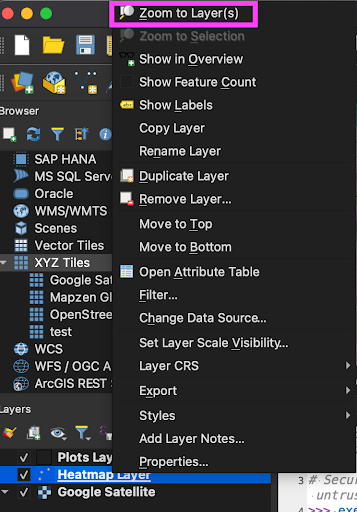 Zoom to Layer(s)
Zoom to Selection
Show in Overview
Show Feature Count
Show Labels
Copy Layer
Rename Layer
Duplicate Layer
Remove Layer...
Move to Top
Move to Bottom
Open Attribute Table
Filter...
Change Data Source...
Set Layer Scale Visibility...
Layer CRS
Export
Styles
Add Layer Notes...
Properties...
Browser
SAP HANA
MS SQL Serve
Oracle
WMS/WMTS
Scenes
Vector Tiles
XYZ Tiles
Google Sat
Mapzen Gl
OpenStree
test
WCS
WFS / OGC A
ArcGIS REST S
Layers
Plots Lay
Heatmap Layer
Google Satellite
3 # Secur
untrus
>>> exe